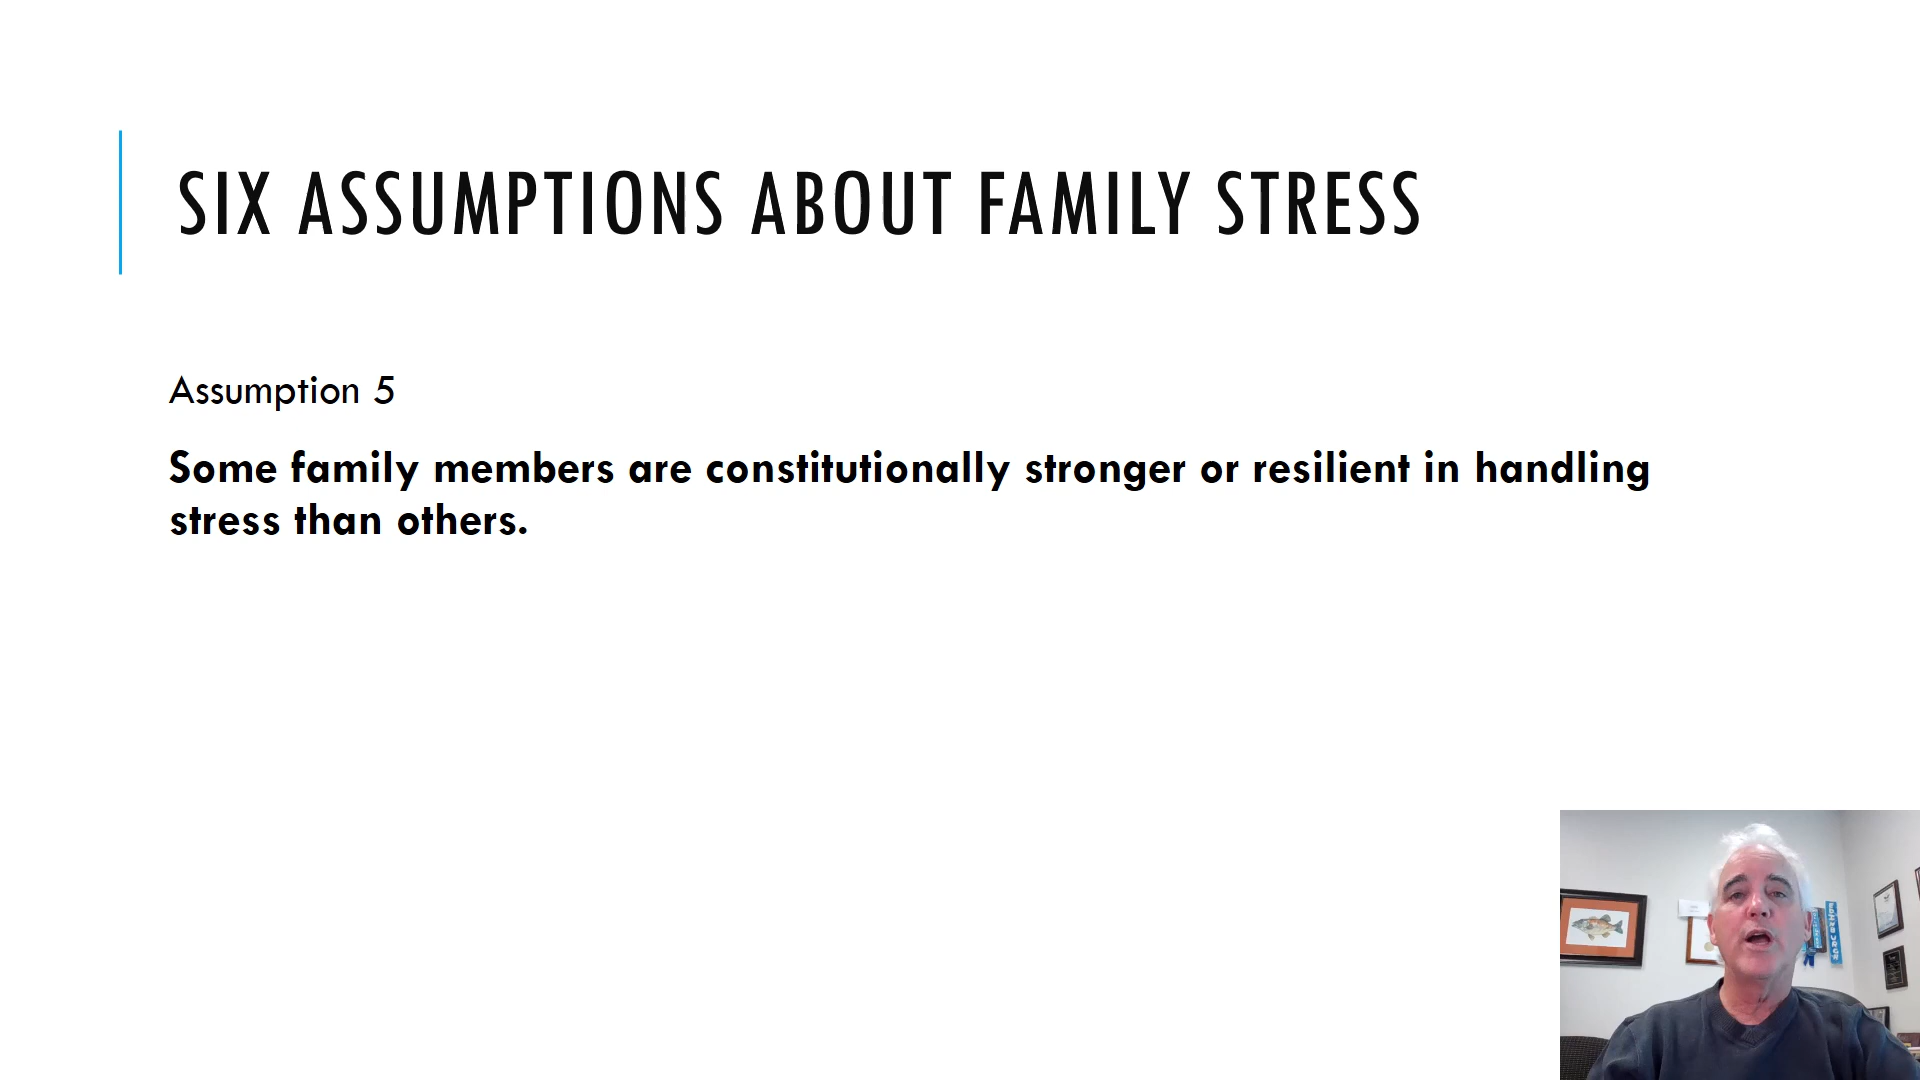 SIX ASSUMPTIONS ABOUT FAMILY STRESS
Assumption 5
Some family members are constitutionally stronger or resilient in handling
stress than others.